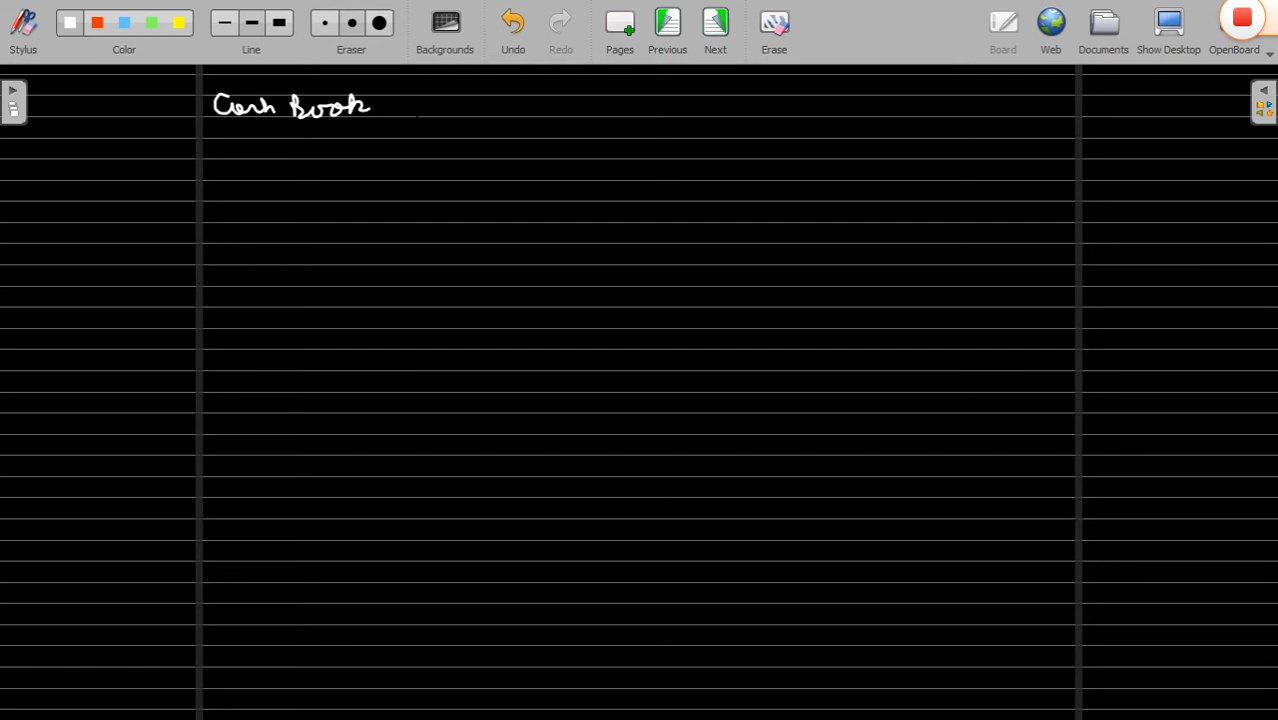 Stylus
Color
Line
Eraser
Backgrounds
Undo
Redo
Pages
Previous
Next
Erase
Board
Web
Documents
Show Desktop
OpenBoard
Cash Book